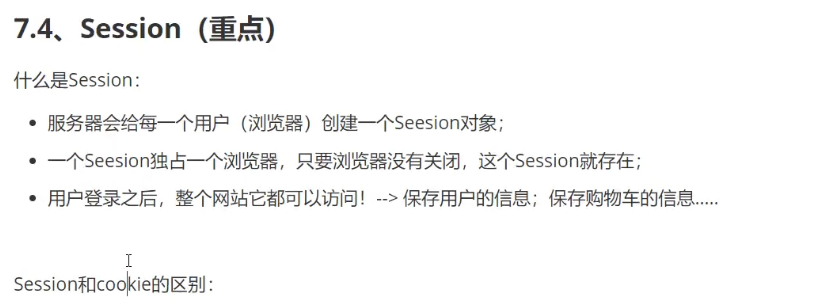 7.4、Session（重点）
什么是Session：
服务器会给每一个用户（浏览器）创建一个Seesion对象；
一个Seesion独占一个浏览器，只要浏览器没有关闭，这个Session就存在；
用户登录之后，整个网站它都可以访问！--> 保存用户的信息；保存购物车的信息.....
Session和cookie的区别：